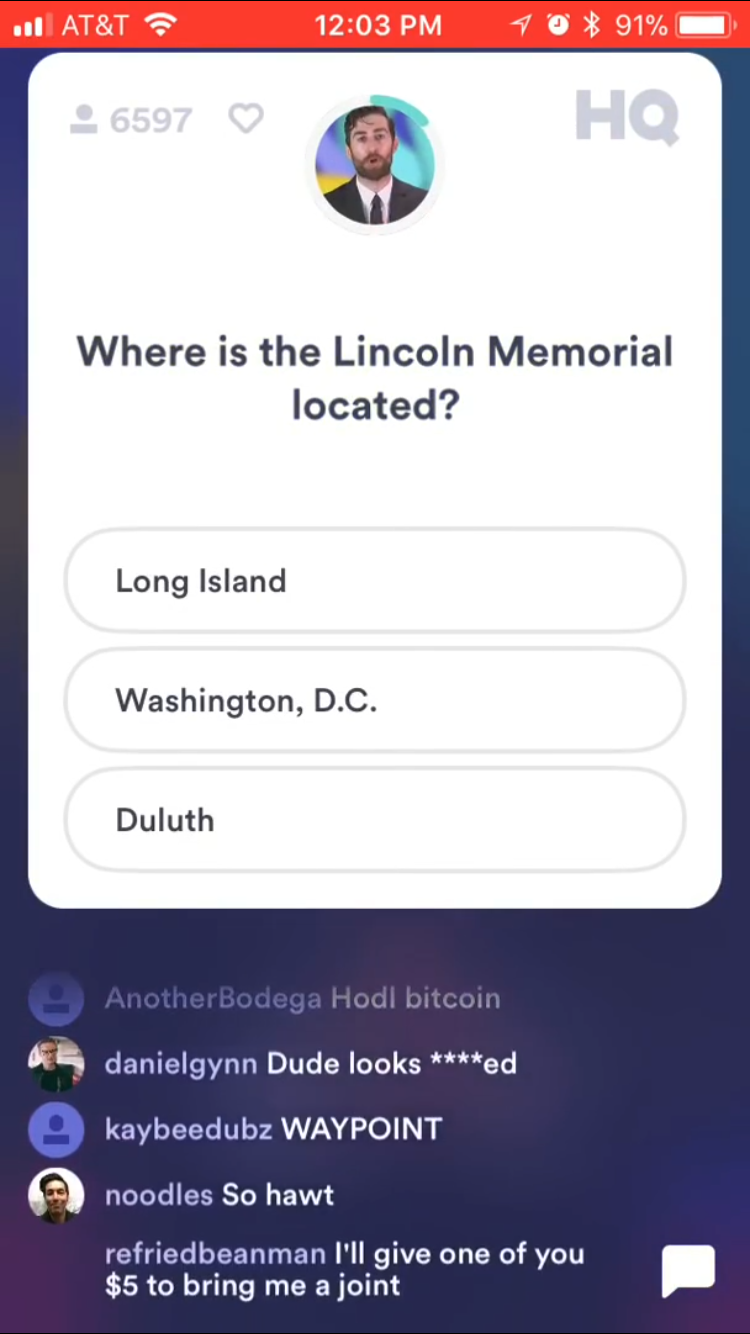 AT&T 12:03 PM 91%
6597 HQ
Where is the Lincoln Memorial
located?
Long Island
Washington, D.C.
Duluth
AnotherBodega Hodl bitcoin
danielgynn Dude looks ****ed
kaybeedubz WAYPOINT
noodles So hawt
refriedbeanman I'll give one of you
$5 to bring me a joint